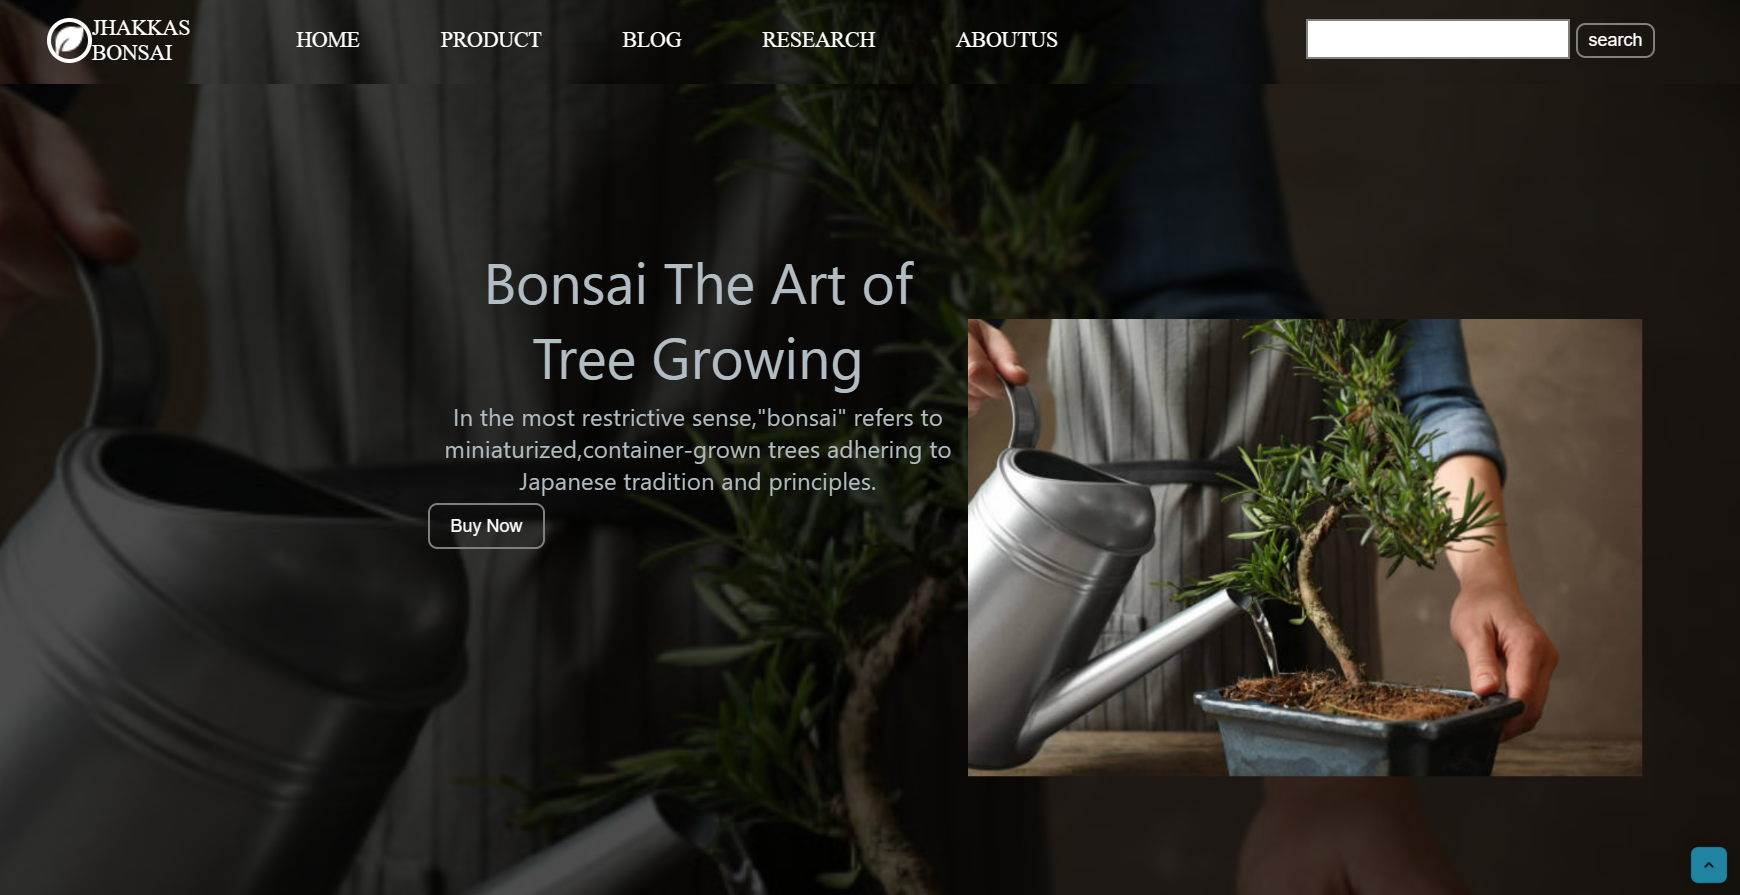 JHAKKAS
BONSAI
HOME
PRODUCT
BLOG
RESEARCH
ABOUTUS
search
Bonsai The Art of
Tree Growing
In the most restrictive sense,"bonsai" refers to
miniaturized,container-grown trees adhering to
Japanese tradition and principles.
Buy Now